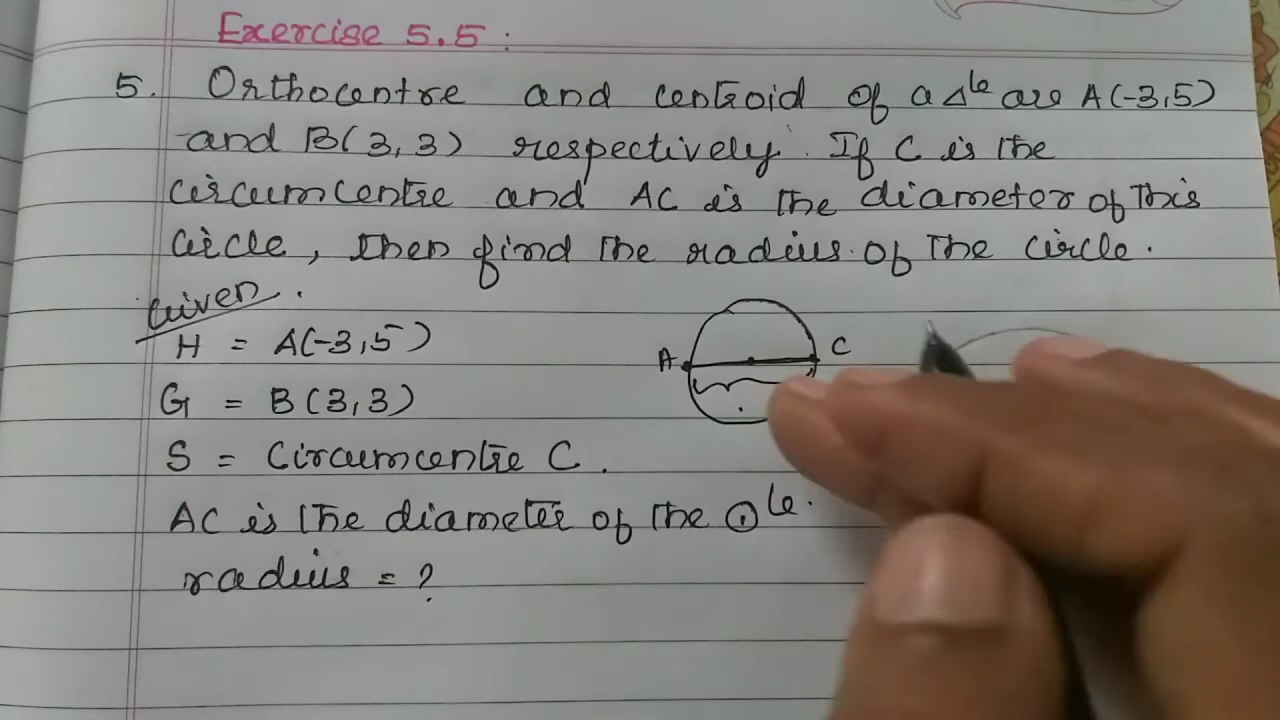 Exercise 5.5 :
5. Orthocentre and centroid of a Δle are A(-3,5)
and B(3,3) respectively. If C is the
circumcentre and AC is the diameter of this
circle, then find the radius of the circle.
Given.
H = A(-3,5)
A C
G = B(3,3)
S = Circumcentre C.
AC is the diameter of the ⊙le.
radius = ?